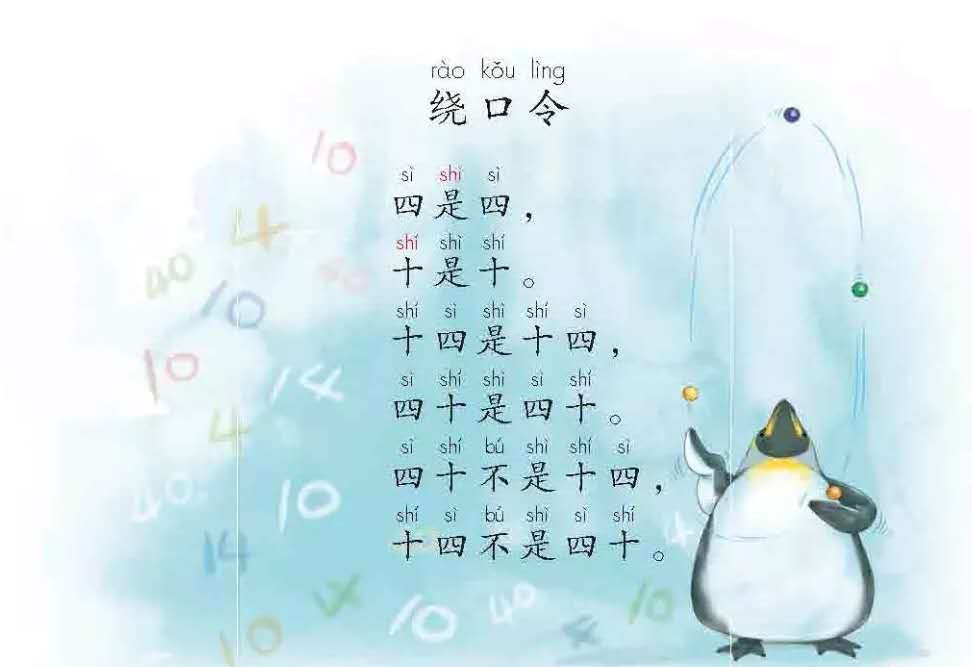 rào kǒu lìng
绕口令
sì shì sì
四是四，
shí shì shí
十是十。
shí sì shì shí sì
十四是十四，
sì shí shì sì shí
四十是四十。
sì shí bú shì shí sì
四十不是十四，
shí sì bú shì sì shí
十四不是四十。
10
4
40
10
40
10
14
4
40
10
14
4
10
40
10
4
10